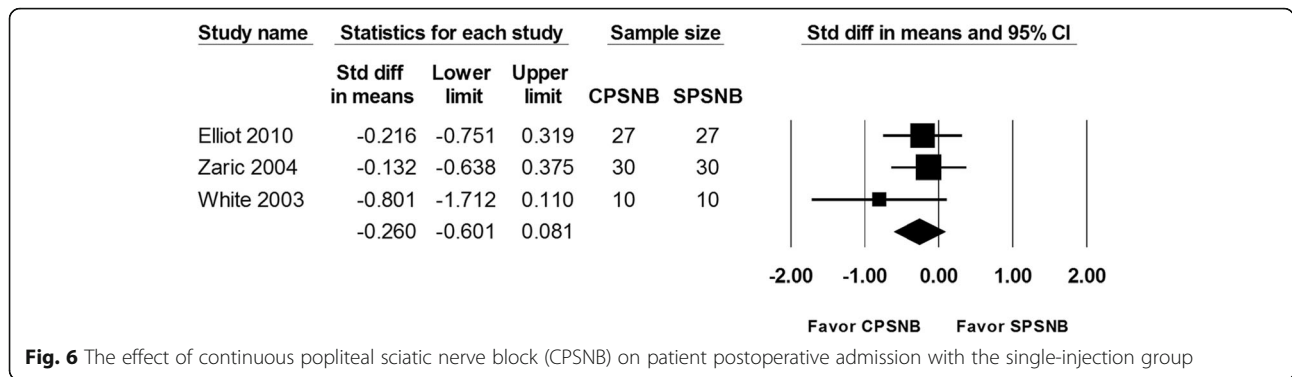 Study name Statistics for each study Sample size Std diff in means and 95% CI
Std diff Lower Upper
in means limit limit CPSNB SPSNB
Elliot 2010 -0.216 -0.751 0.319 27 27
Zaric 2004 -0.132 -0.638 0.375 30 30
White 2003 -0.801 -1.712 0.110 10 10
-0.260 -0.601 0.081
-2.00 -1.00 0.00 1.00 2.00
Favor CPSNB Favor SPSNB
Fig. 6 The effect of continuous popliteal sciatic nerve block (CPSNB) on patient postoperative admission with the single-injection group